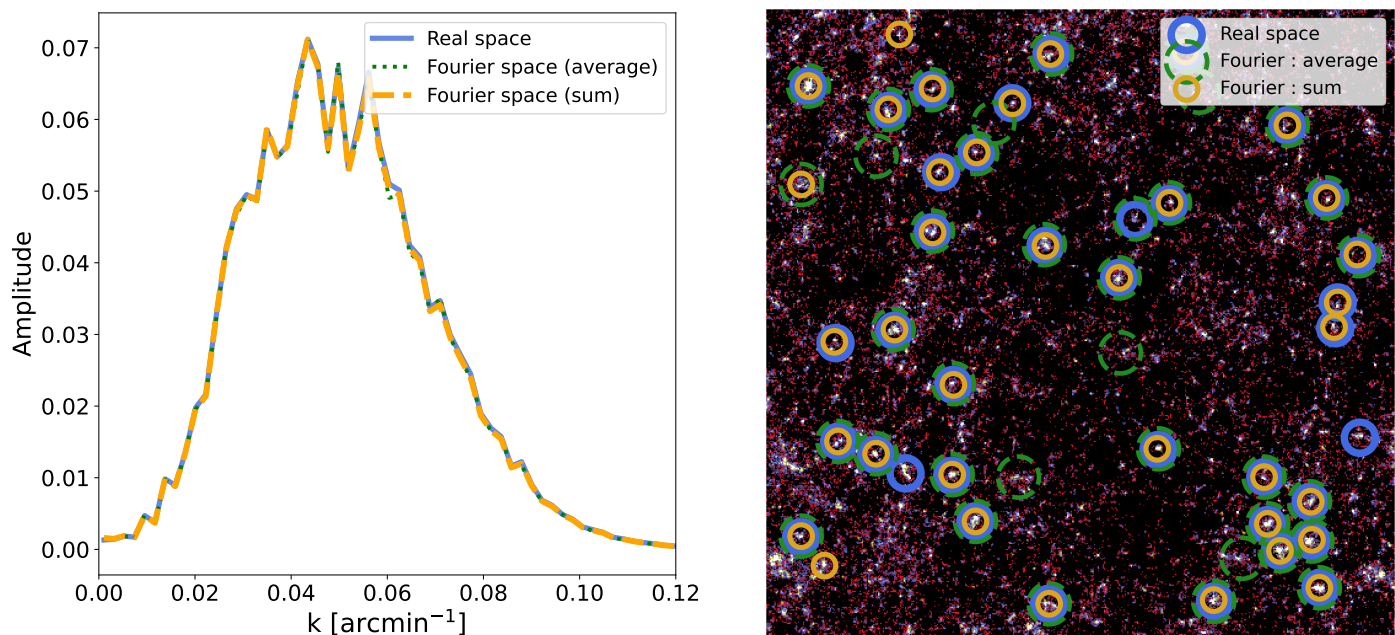 Real space
Fourier space (average)
Fourier space (sum)
0.07
0.06
0.05
0.04
0.03
0.02
0.01
0.00
Amplitude
0.00 0.02 0.04 0.06 0.08 0.10 0.12
k [arcmin⁻¹]
Real space
Fourier : average
Fourier : sum